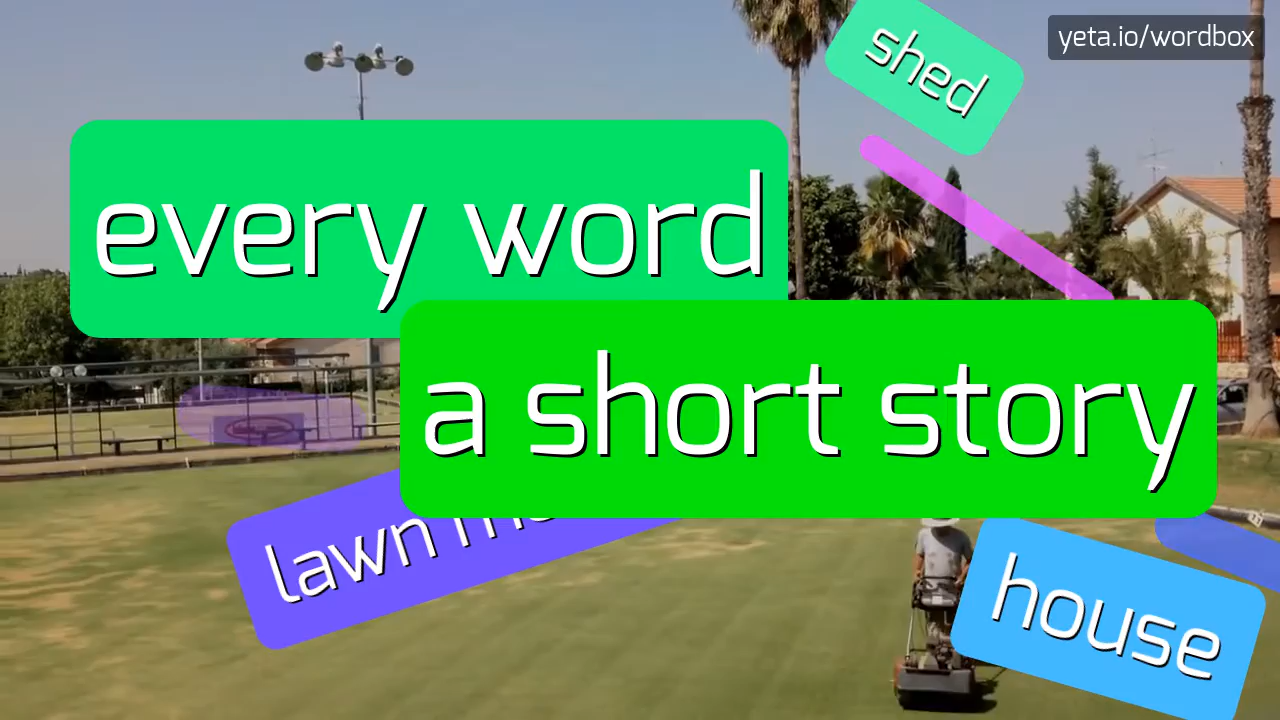 shed
yeta.io/wordbox
every word
a short story
lawn
house